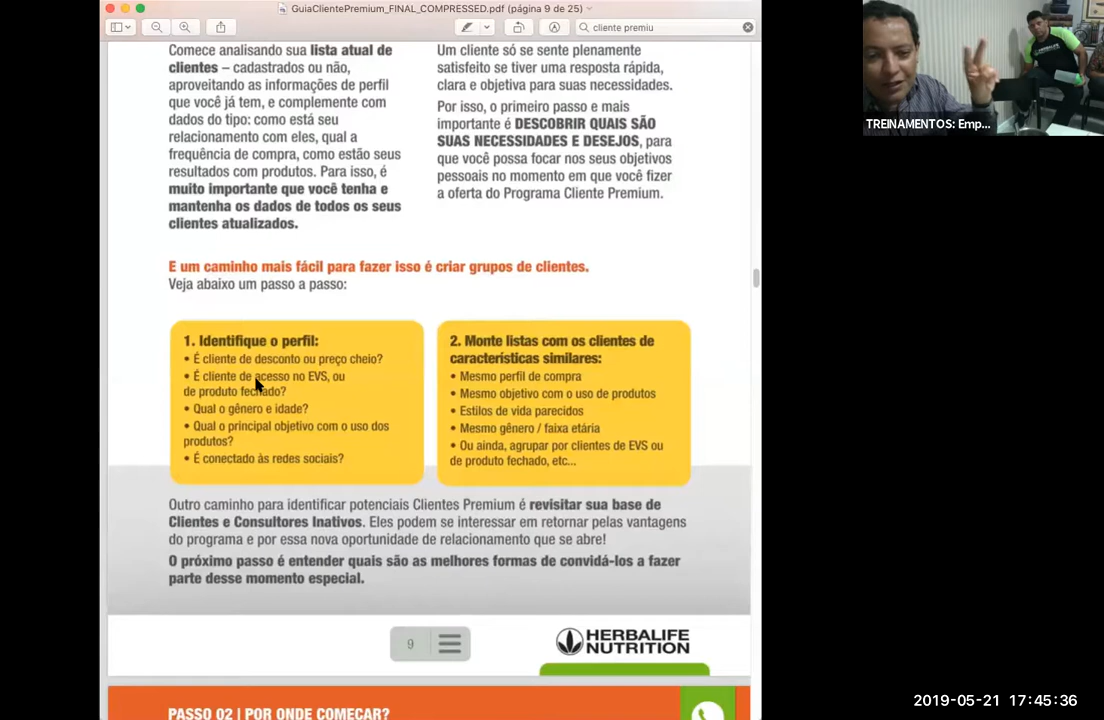 GuiaClientePremium_FINAL_COMPRESSED.pdf (página 9 de 25)
cliente premiu
Comece analisando sua lista atual de
clientes – cadastrados ou não,
aproveitando as informações de perfil
que você já tem, e complemente com
dados do tipo: como está seu
relacionamento com eles, qual a
frequência de compra, como estão seus
resultados com produtos. Para isso, é
muito importante que você tenha e
mantenha os dados de todos os seus
clientes atualizados.
Um cliente só se sente plenamente
satisfeito se tiver uma resposta rápida,
clara e objetiva para suas necessidades.
Por isso, o primeiro passo e mais
importante é DESCOBRIR QUAIS SÃO
SUAS NECESSIDADES E DESEJOS, para
que você possa focar nos seus objetivos
pessoais no momento em que você fizer
a oferta do Programa Cliente Premium.
E um caminho mais fácil para fazer isso é criar grupos de clientes.
Veja abaixo um passo a passo:
1. Identifique o perfil:
• É cliente de desconto ou preço cheio?
• É cliente de acesso no EVS, ou
de produto fechado?
• Qual o gênero e idade?
• Qual o principal objetivo com o uso dos
produtos?
• É conectado às redes sociais?
2. Monte listas com os clientes de
características similares:
• Mesmo perfil de compra
• Mesmo objetivo com o uso de produtos
• Estilos de vida parecidos
• Mesmo gênero / faixa etária
• Ou ainda, agrupar por clientes de EVS ou
de produto fechado, etc...
Outro caminho para identificar potenciais Clientes Premium é revisitar sua base de
Clientes e Consultores Inativos. Eles podem se interessar em retornar pelas vantagens
do programa e por essa nova oportunidade de relacionamento que se abre!
O próximo passo é entender quais são as melhores formas de convidá-los a fazer
parte desse momento especial.
9
HERBALIFE
NUTRITION
PASSO 02 | POR ONDE COMEÇAR?
HERBALIFE
TREINAMENTOS: Emp...
2019-05-21 17:45:36